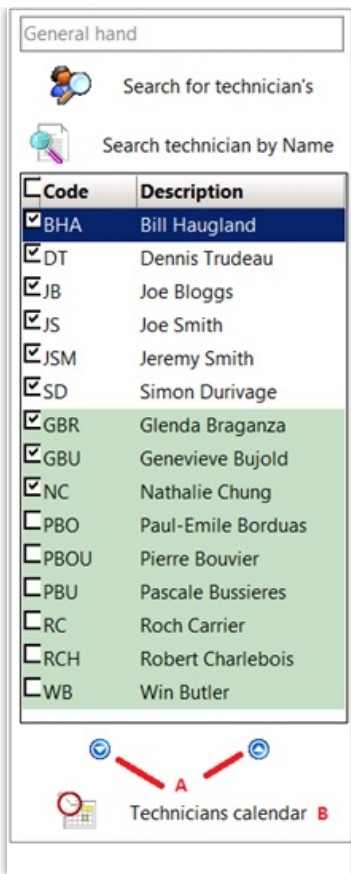 General hand
Search for technician's
Search technician by Name
Code Description
BHA Bill Haugland
DT Dennis Trudeau
JB Joe Bloggs
JS Joe Smith
JSM Jeremy Smith
SD Simon Durivage
GBR Glenda Braganza
GBU Genevieve Bujold
NC Nathalie Chung
PBO Paul-Emile Borduas
PBOU Pierre Bouvier
PBU Pascale Bussieres
RC Roch Carrier
RCH Robert Charlebois
WB Win Butler
A
Technicians calendar B